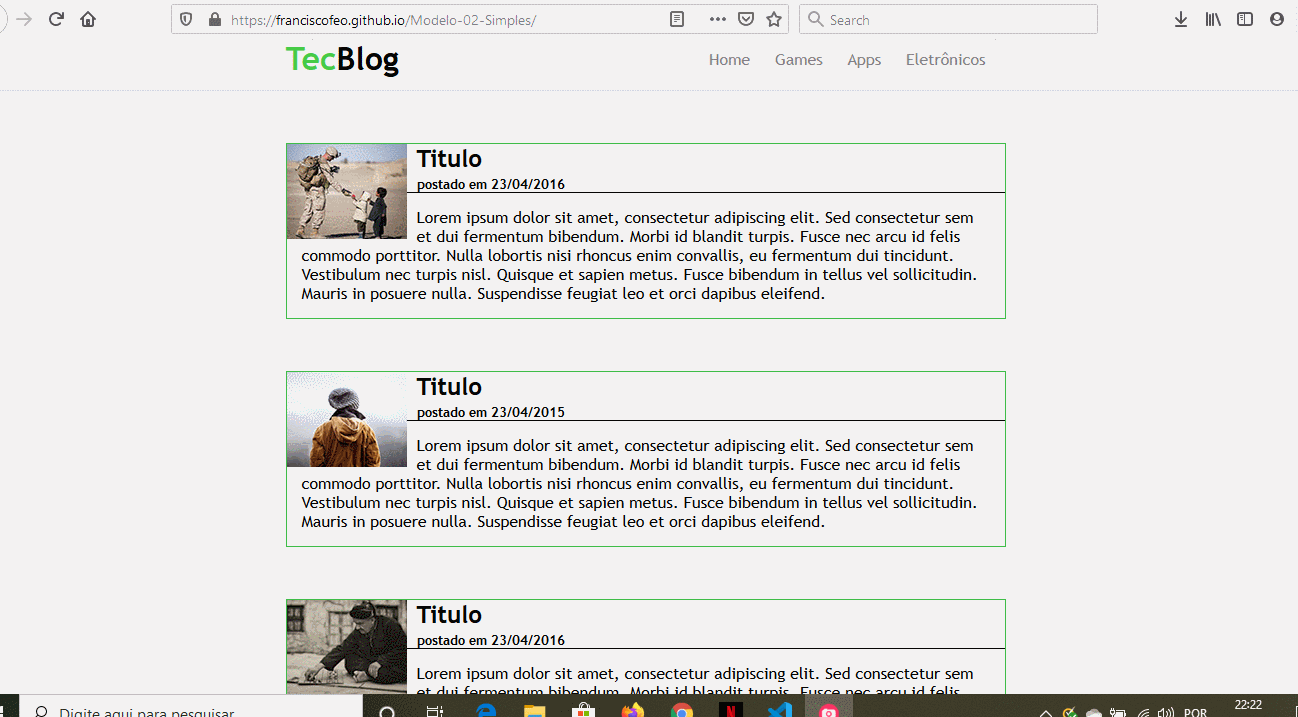 https://franciscofeo.github.io/Modelo-02-Simples/
Search
TecBlog
Home Games Apps Eletrônicos
Titulo
postado em 23/04/2016
Lorem ipsum dolor sit amet, consectetur adipiscing elit. Sed consectetur sem
et dui fermentum bibendum. Morbi id blandit turpis. Fusce nec arcu id felis
commodo porttitor. Nulla lobortis nisi rhoncus enim convallis, eu fermentum dui tincidunt.
Vestibulum nec turpis nisl. Quisque et sapien metus. Fusce bibendum in tellus vel sollicitudin.
Mauris in posuere nulla. Suspendisse feugiat leo et orci dapibus eleifend.
Titulo
postado em 23/04/2015
Lorem ipsum dolor sit amet, consectetur adipiscing elit. Sed consectetur sem
et dui fermentum bibendum. Morbi id blandit turpis. Fusce nec arcu id felis
commodo porttitor. Nulla lobortis nisi rhoncus enim convallis, eu fermentum dui tincidunt.
Vestibulum nec turpis nisl. Quisque et sapien metus. Fusce bibendum in tellus vel sollicitudin.
Mauris in posuere nulla. Suspendisse feugiat leo et orci dapibus eleifend.
Titulo
postado em 23/04/2016
Lorem ipsum dolor sit amet, consectetur adipiscing elit. Sed consectetur sem
et dui fermentum bibendum. Morbi id blandit turpis. Fusce nec arcu id felis
Digite aqui para pesquisar
N
POR
22:22